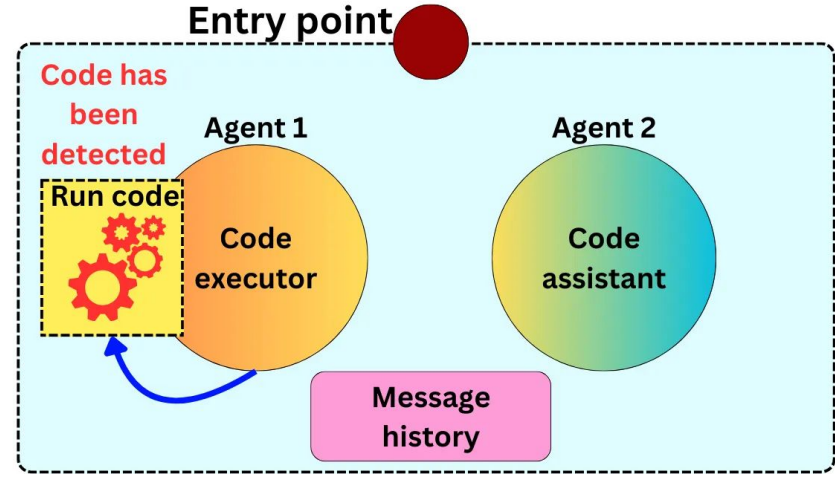 Entry point
Code has
been
detected
Run code
Agent 1
Code
executor
Agent 2
Code
assistant
Message
history